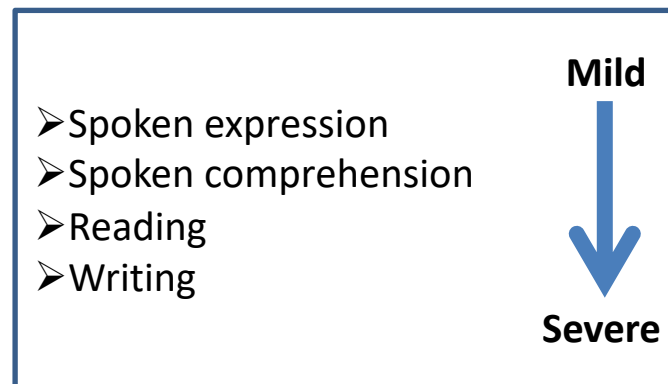 ➢Spoken expression
➢Spoken comprehension
➢Reading
➢Writing
Mild
Severe